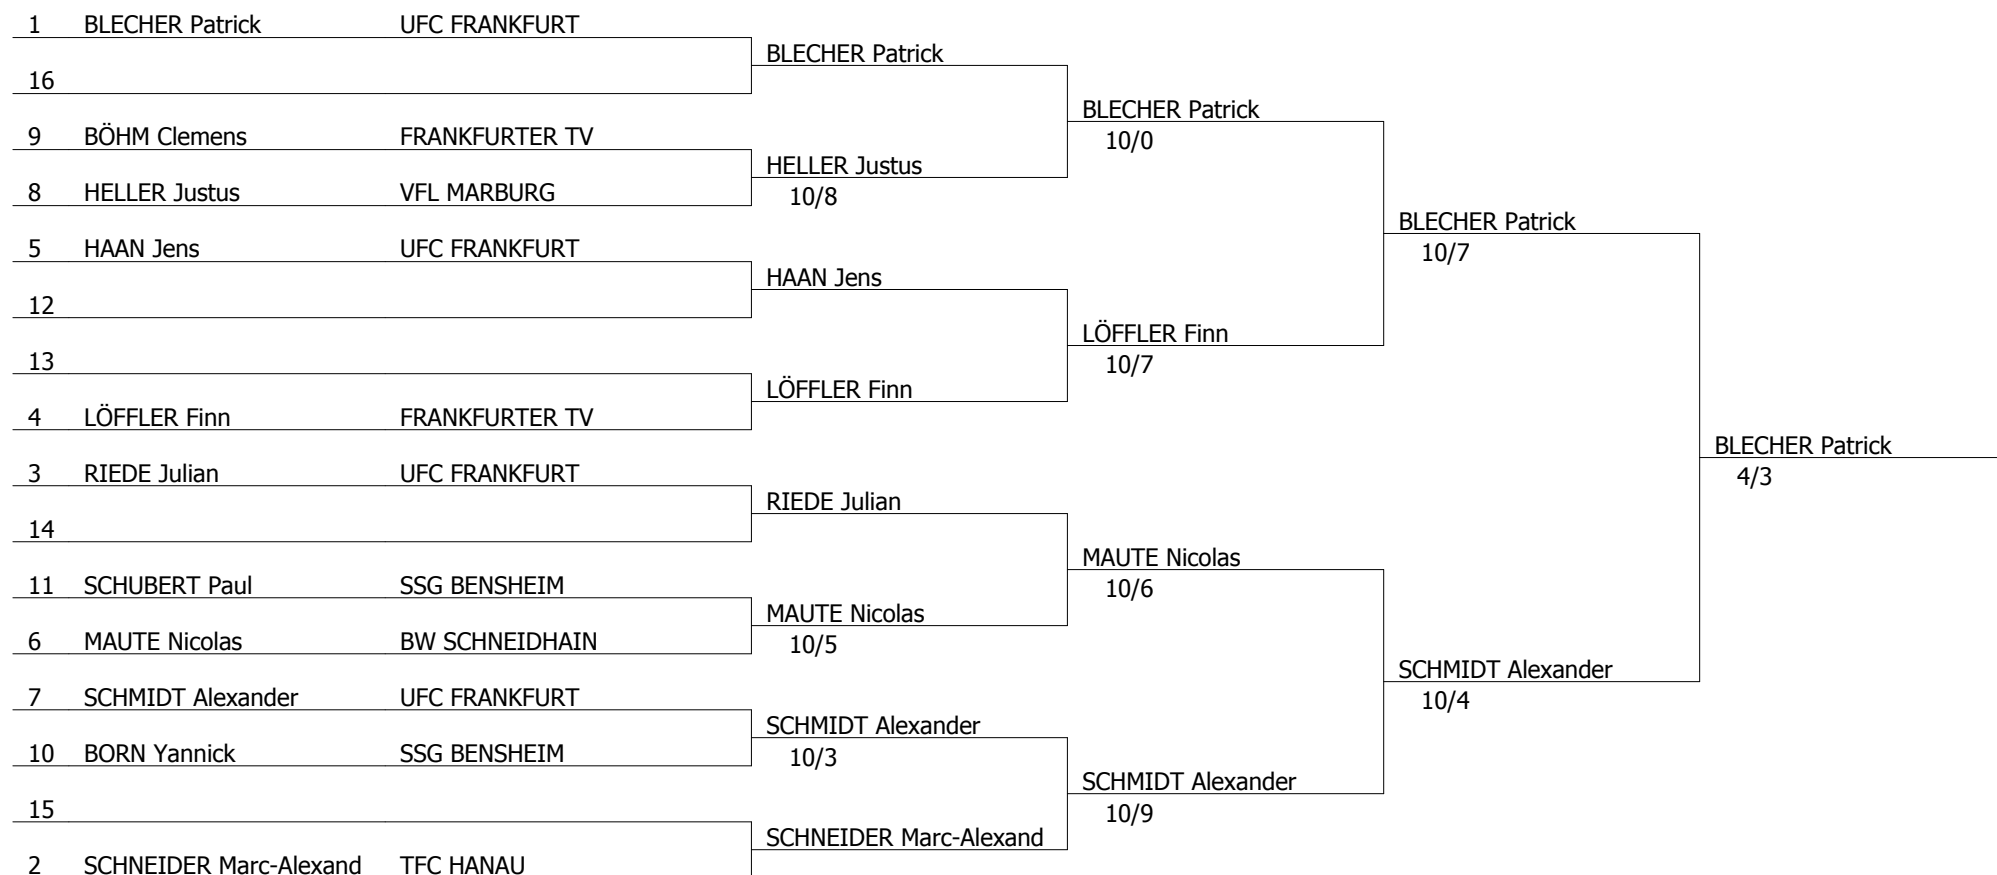 1 BLECHER Patrick UFC FRANKFURT
BLECHER Patrick
16
BLECHER Patrick
10/0
9 BÖHM Clemens FRANKFURTER TV
HELLER Justus
10/8
8 HELLER Justus VFL MARBURG
BLECHER Patrick
10/7
5 HAAN Jens UFC FRANKFURT
HAAN Jens
12
LÖFFLER Finn
10/7
13
LÖFFLER Finn
4 LÖFFLER Finn FRANKFURTER TV
BLECHER Patrick
4/3
3 RIEDE Julian UFC FRANKFURT
RIEDE Julian
14
MAUTE Nicolas
10/6
11 SCHUBERT Paul SSG BENSHEIM
MAUTE Nicolas
10/5
6 MAUTE Nicolas BW SCHNEIDHAIN
SCHMIDT Alexander
10/4
7 SCHMIDT Alexander UFC FRANKFURT
SCHMIDT Alexander
10/3
10 BORN Yannick SSG BENSHEIM
SCHMIDT Alexander
10/9
15
SCHNEIDER Marc-Alexand
2 SCHNEIDER Marc-Alexand TFC HANAU